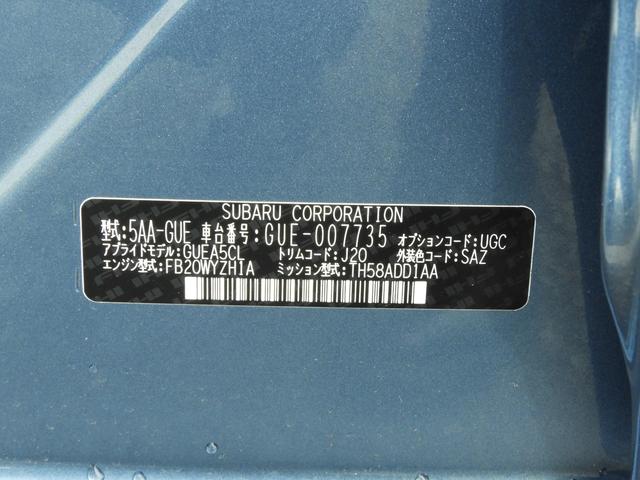 SUBARU CORPORATION
型式:5AA-GUE 車台番号:GUE-007735 オプションコード:UGC
アプライドモデル:GUEA5CL トリムコード:J20 外装色コード:SAZ
エンジン型式:FB20WYZH1A ミッション型式:TH58ADD1AA